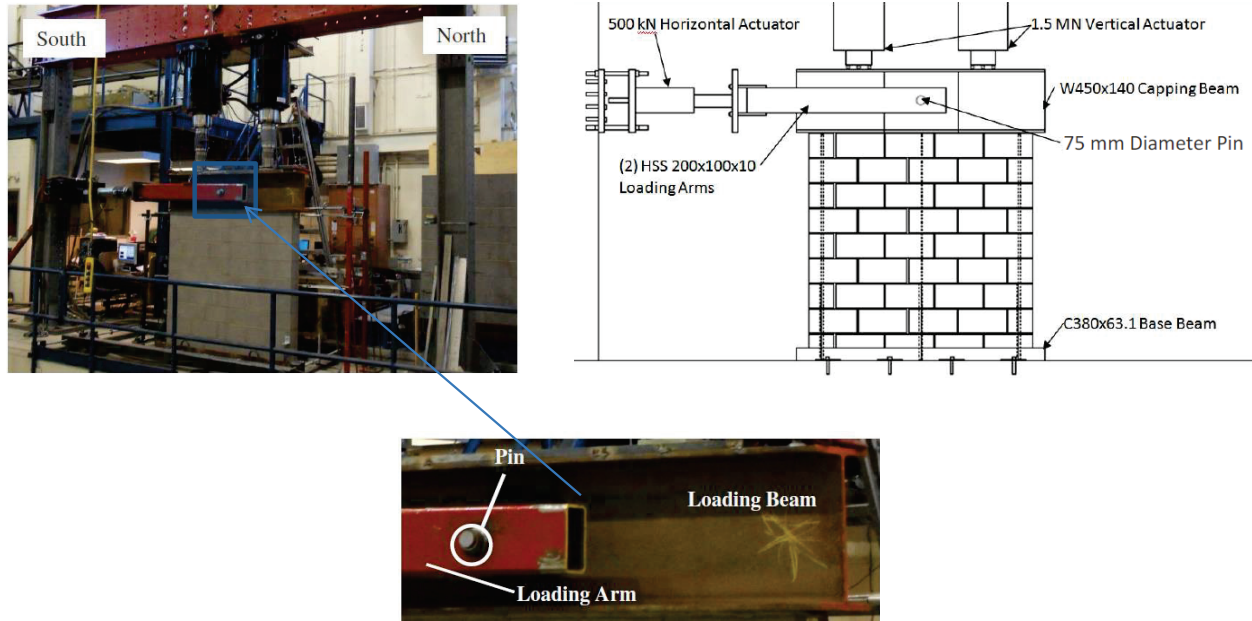 South
North
500 kN Horizontal Actuator
1.5 MN Vertical Actuator
W450x140 Capping Beam
75 mm Diameter Pin
(2) HSS 200x100x10
Loading Arms
C380x63.1 Base Beam
Pin
Loading Beam
Loading Arm